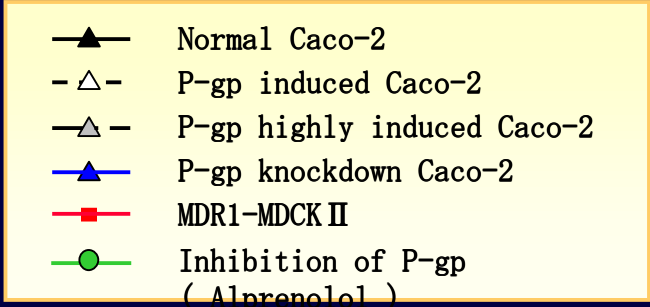 Normal Caco-2
P-gp induced Caco-2
P-gp highly induced Caco-2
P-gp knockdown Caco-2
MDR1-MDCKⅡ
Inhibition of P-gp
( Alprenolol )